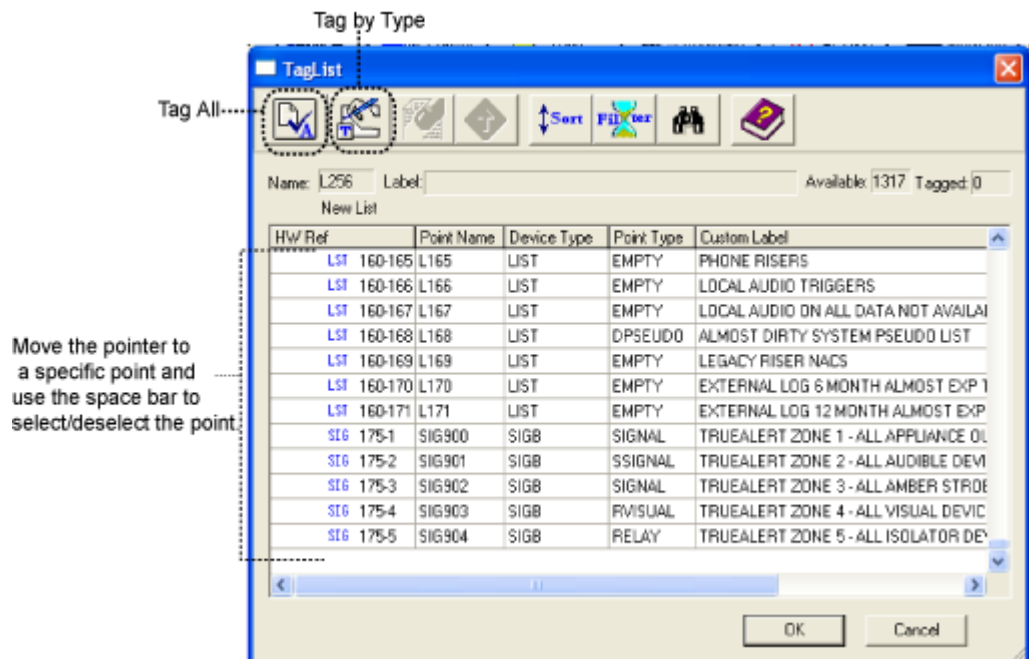 Tag by Type
TagList
Tag All
A
T
Sort
Filter
?
Name: L256 Label: Available: 1317 Tagged: 0
New List
HW Ref Point Name Device Type Point Type Custom Label
LST 160-165 L165 LIST EMPTY PHONE RISERS
LST 160-166 L166 LIST EMPTY LOCAL AUDIO TRIGGERS
LST 160-167 L167 LIST EMPTY LOCAL AUDIO ON ALL DATA NOT AVAILA
LST 160-168 L168 LIST DPSEUDO ALMOST DIRTY SYSTEM PSEUDO LIST
LST 160-169 L169 LIST EMPTY LEGACY RISER NACS
LST 160-170 L170 LIST EMPTY EXTERNAL LOG 6 MONTH ALMOST EXP
LST 160-171 L171 LIST EMPTY EXTERNAL LOG 12 MONTH ALMOST EXP
SIG 175-1 SIG900 SIGB SIGNAL TRUEALERT ZONE 1 - ALL APPLIANCE
SIG 175-2 SIG901 SIGB SSIGNAL TRUEALERT ZONE 2 - ALL AUDIBLE DEVI
SIG 175-3 SIG902 SIGB SIGNAL TRUEALERT ZONE 3 - ALL AMBER STROB
SIG 175-4 SIG903 SIGB RVISUAL TRUEALERT ZONE 4 - ALL VISUAL DEVIC
SIG 175-5 SIG904 SIGB RELAY TRUEALERT ZONE 5 - ALL ISOLATOR DE
Move the pointer to
a specific point and
use the space bar to
select/deselect the point.
OK Cancel